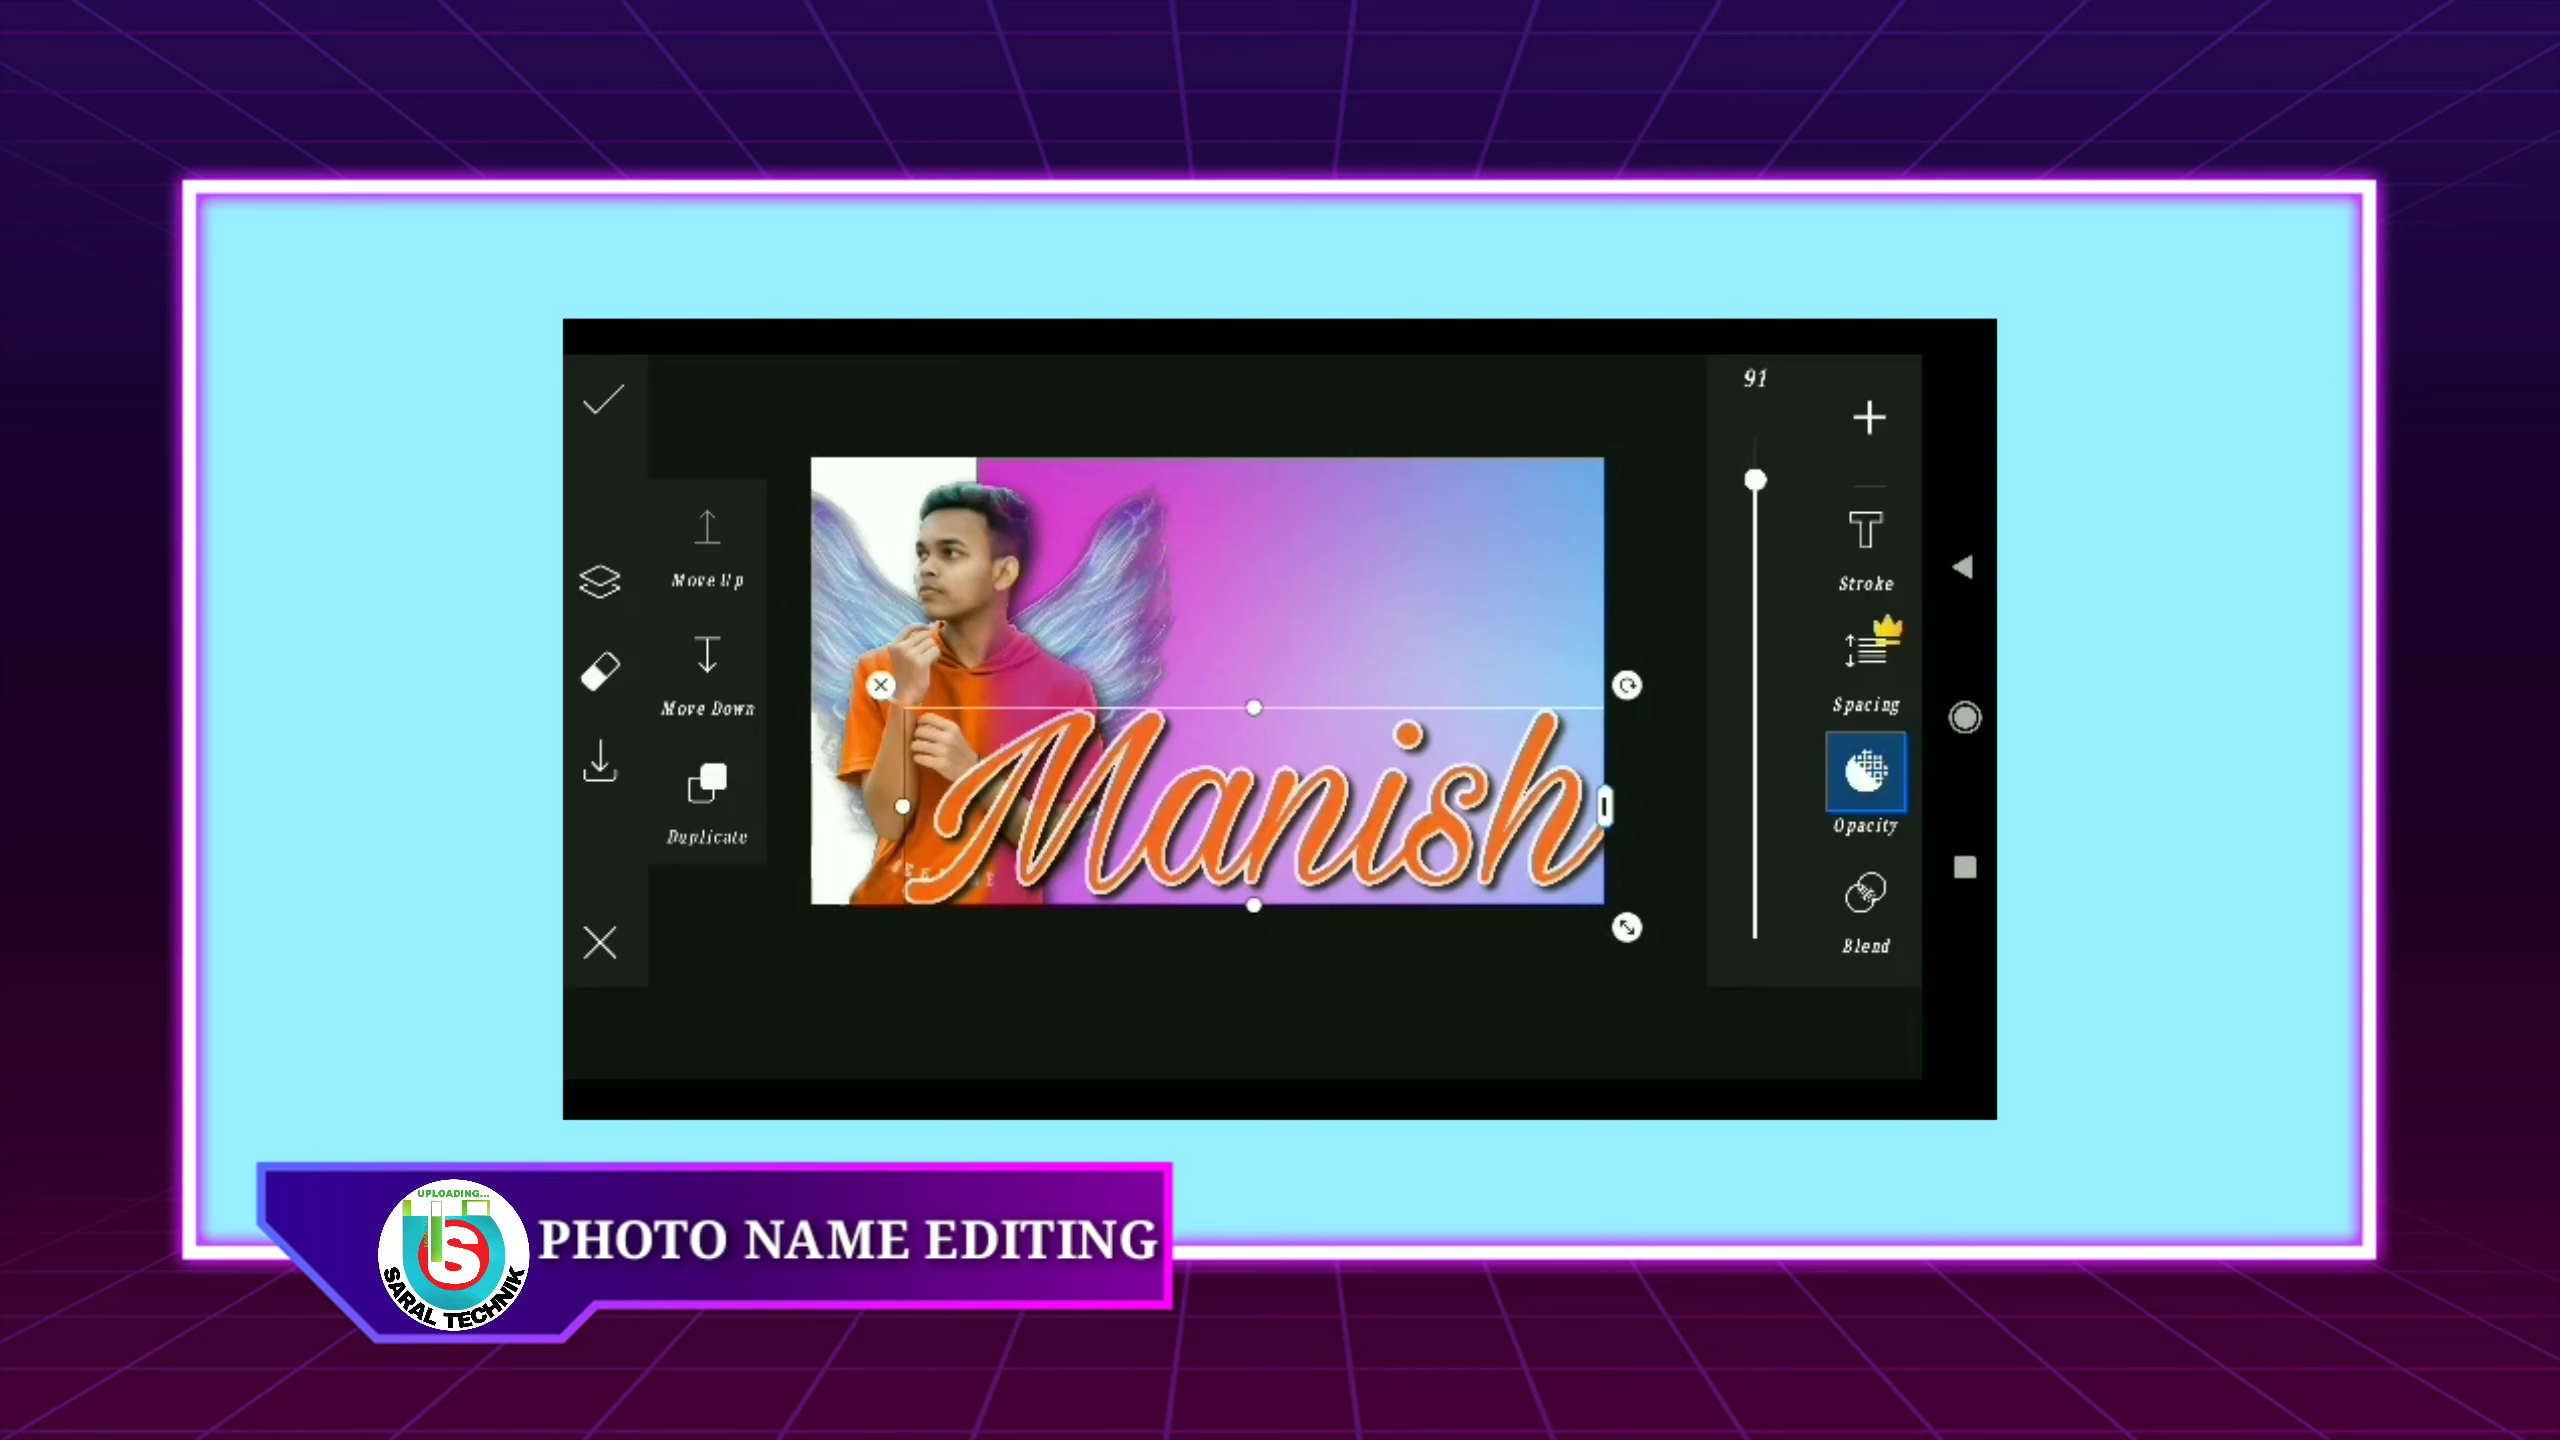 91
Stroke
Move Up
Spacing
Move Down
Manish
Opacity
Duplicate
Blend
UPLOADING...
SARAL TECHNIK
PHOTO NAME EDITING